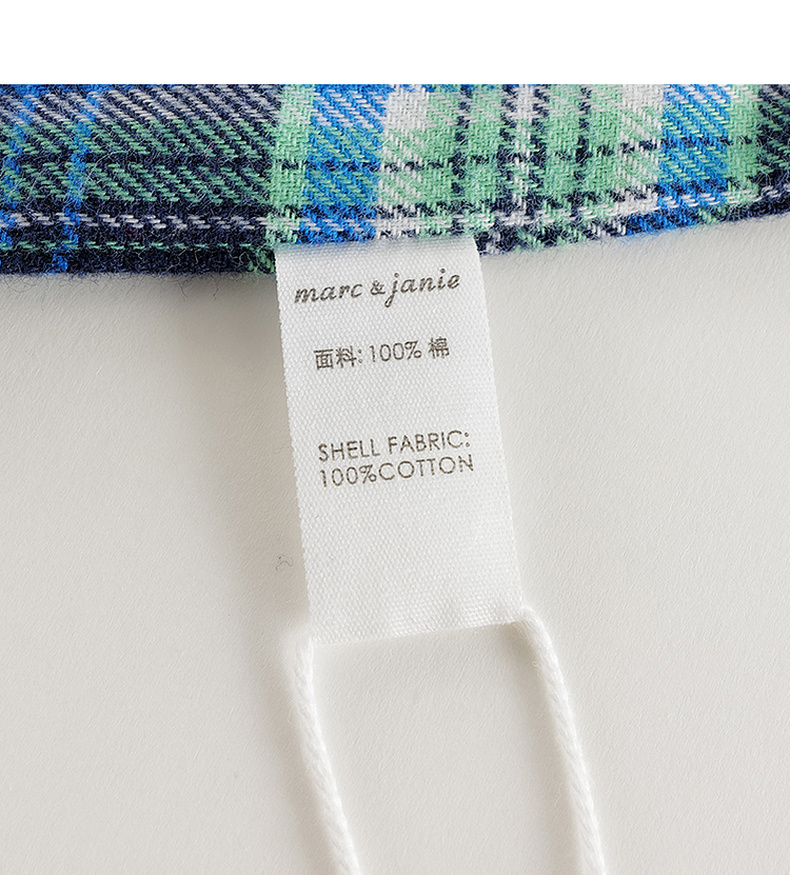 marc & janie
面料: 100% 棉
SHELL FABRIC:
100%COTTON